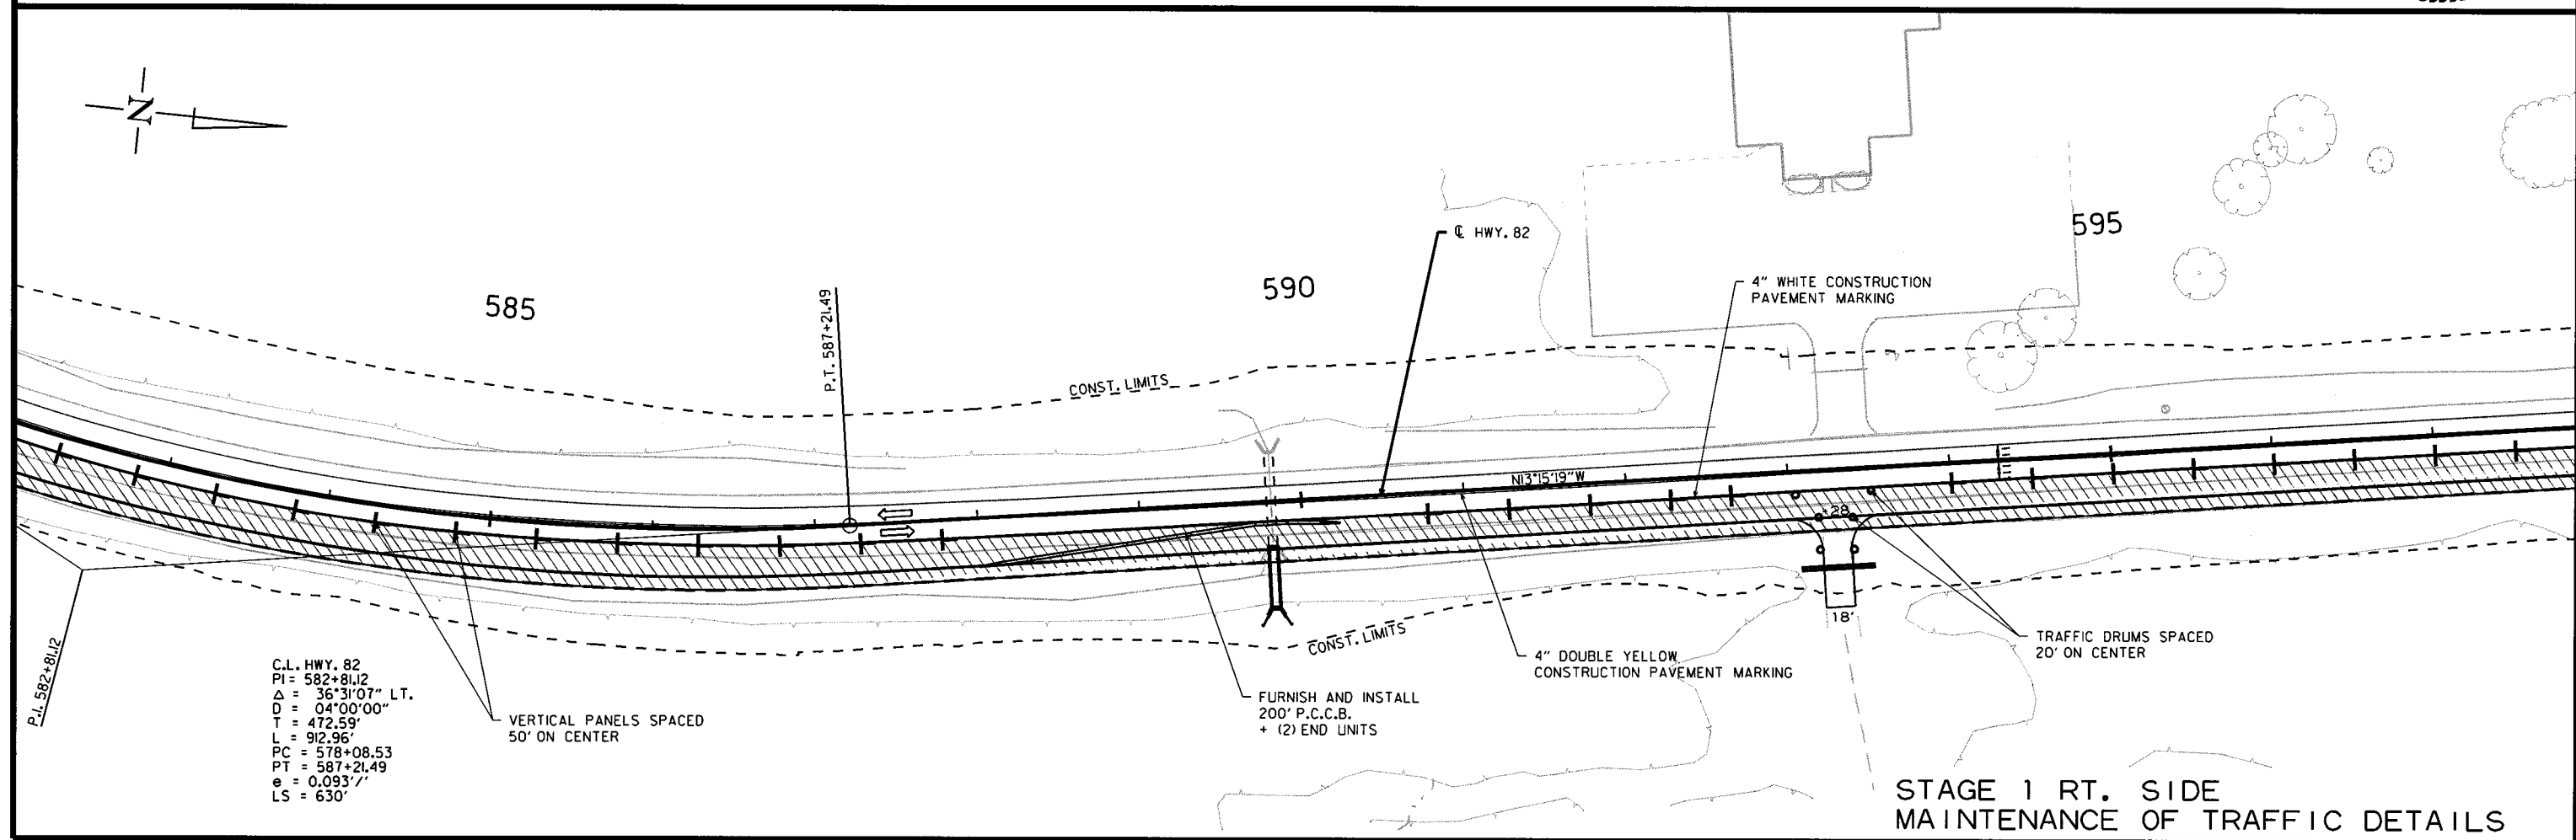 N
585
590
595
℄ HWY. 82
4" WHITE CONSTRUCTION
PAVEMENT MARKING
P.T. 587+21.49
CONST. LIMITS
N13°15'19"W
28
18'
P.I. 582+81.12
C.L. HWY. 82
PI = 582+81.12
Δ = 36°31'07" LT.
D = 04°00'00"
T = 472.59'
L = 912.96'
PC = 578+08.53
PT = 587+21.49
e = 0.093'/'
LS = 630'
VERTICAL PANELS SPACED
50' ON CENTER
FURNISH AND INSTALL
200' P.C.C.B.
+ (2) END UNITS
CONST. LIMITS
4" DOUBLE YELLOW
CONSTRUCTION PAVEMENT MARKING
TRAFFIC DRUMS SPACED
20' ON CENTER
STAGE 1 RT. SIDE
MAINTENANCE OF TRAFFIC DETAILS